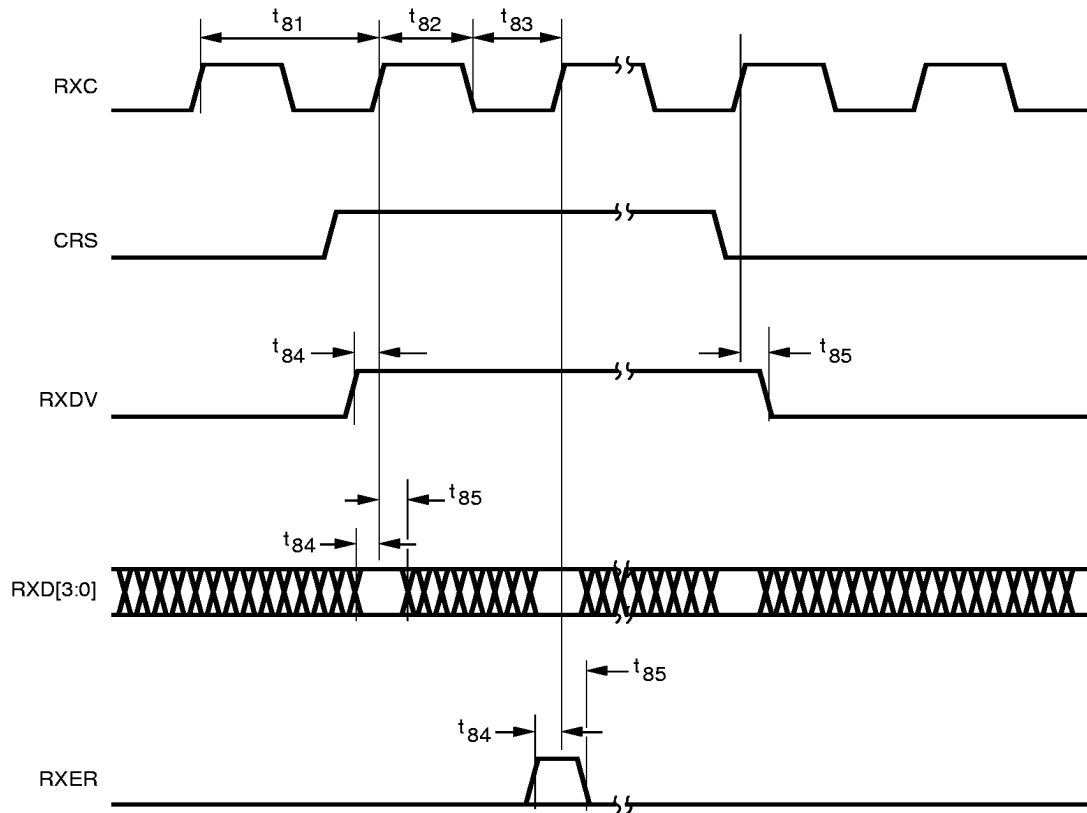 t81 t82 t83
RXC
CRS
t84 t85
RXDV
t85
t84
RXD[3:0]
t85
t84
RXER